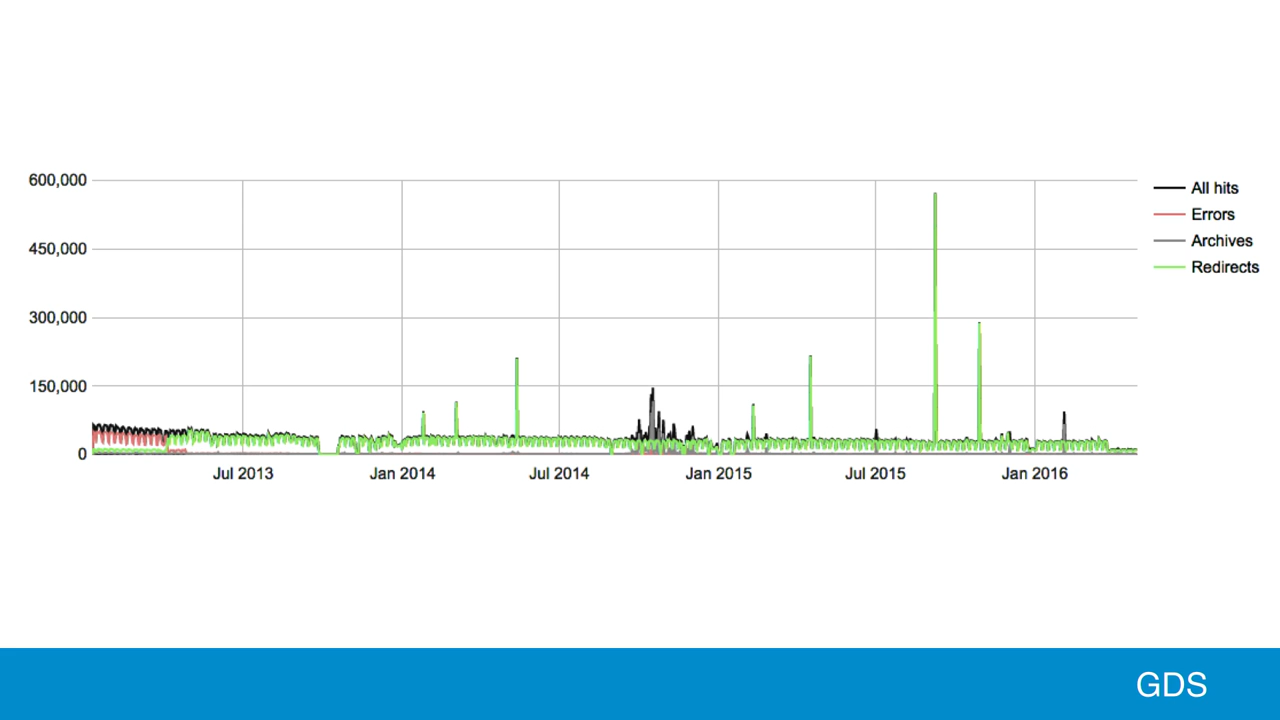 600,000
450,000
300,000
150,000
0
Jul 2013
Jan 2014
Jul 2014
Jan 2015
Jul 2015
Jan 2016
All hits
Errors
Archives
Redirects
GDS